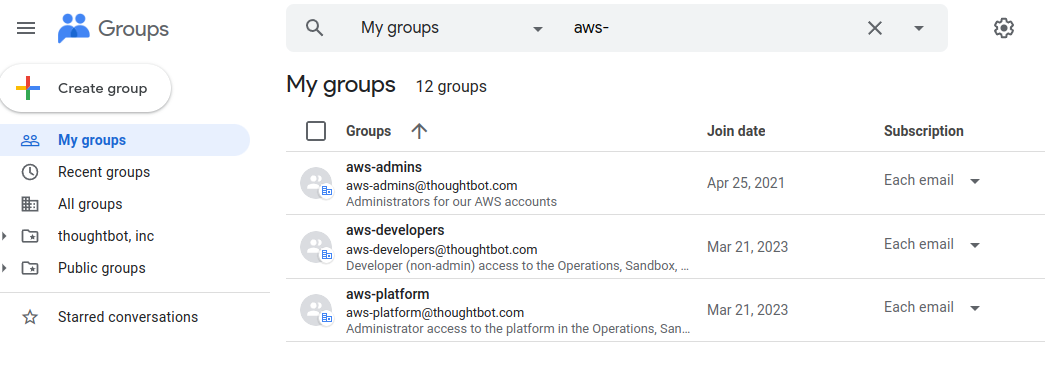 Groups
My groups
aws-
Create group
My groups
Recent groups
All groups
thoughtbot, inc
Public groups
Starred conversations
My groups 12 groups
Groups Join date Subscription
aws-admins
aws-admins@thoughtbot.com
Administrators for our AWS accounts
Apr 25, 2021
Each email
aws-developers
aws-developers@thoughtbot.com
Developer (non-admin) access to the Operations, Sandbox, ...
Mar 21, 2023
Each email
aws-platform
aws-platform@thoughtbot.com
Administrator access to the platform in the Operations, San...
Mar 21, 2023
Each email